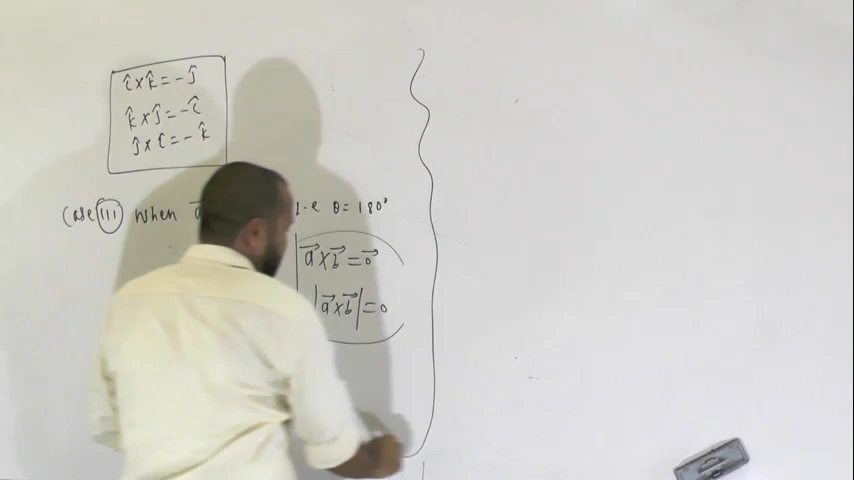 î×k̂=-ĵ
k̂×ĵ=-î
ĵ×î=-k̂
Case (III) when a⃗ i.e θ=180°
a⃗×b⃗=0⃗
|a⃗×b⃗|=0